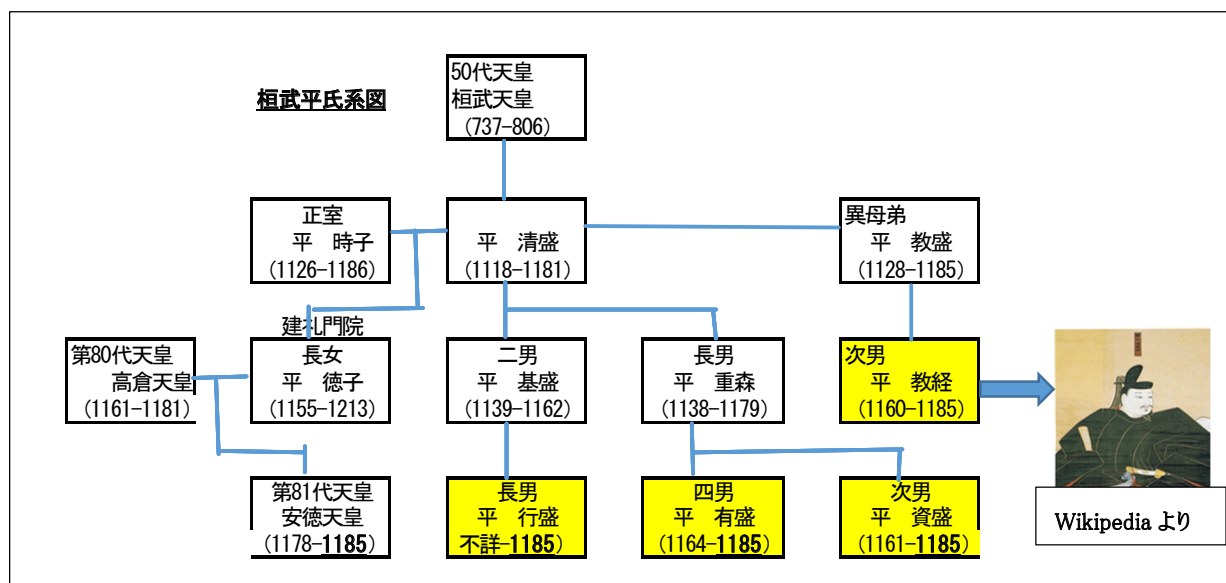 桓武平氏系図
50代天皇
桓武天皇
(737-806)
正室
平 時子
(1126-1186)
平 清盛
(1118-1181)
異母弟
平 教盛
(1128-1185)
建礼門院
第80代天皇
高倉天皇
(1161-1181)
長女
平 徳子
(1155-1213)
二男
平 基盛
(1139-1162)
長男
平 重森
(1138-1179)
次男
平 教経
(1160-1185)
第81代天皇
安徳天皇
(1178-1185)
長男
平 行盛
不詳-1185)
四男
平 有盛
(1164-1185)
次男
平 資盛
(1161-1185)
Wikipedia より